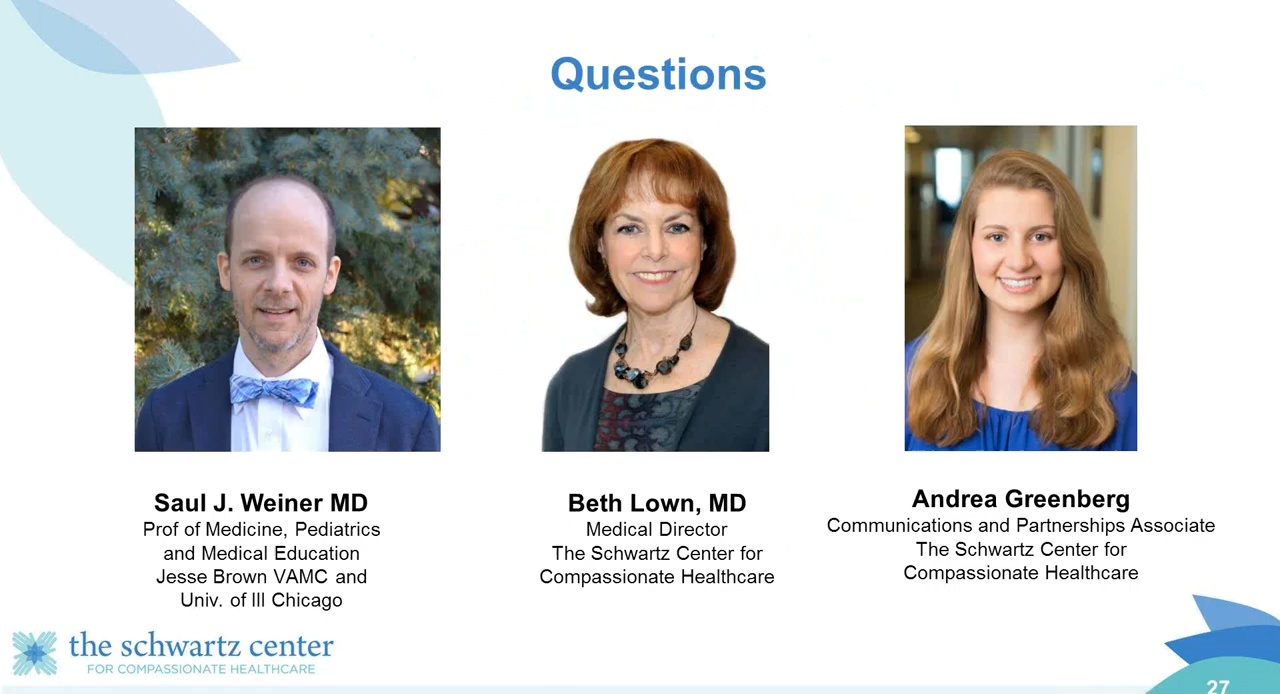 Questions
Saul J. Weiner MD
Prof of Medicine, Pediatrics
and Medical Education
Jesse Brown VAMC and
Univ. of Ill Chicago
Beth Lown, MD
Medical Director
The Schwartz Center for
Compassionate Healthcare
Andrea Greenberg
Communications and Partnerships Associate
The Schwartz Center for
Compassionate Healthcare
the schwartz center
FOR COMPASSIONATE HEALTHCARE
27